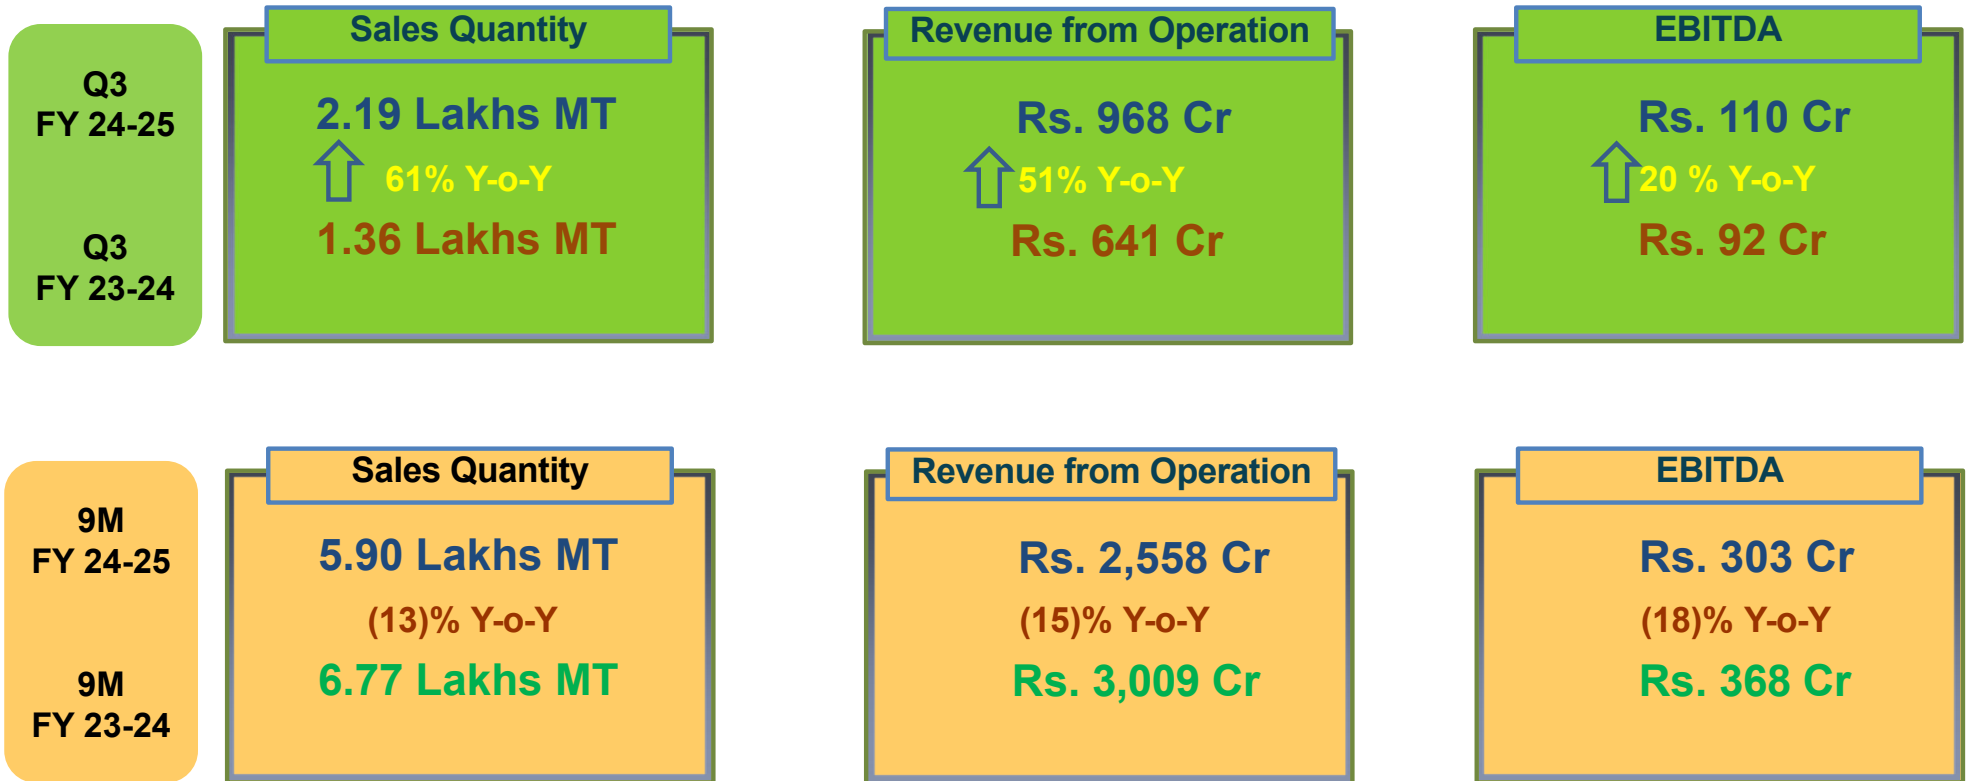 Q3
FY 24-25
Q3
FY 23-24
Sales Quantity
2.19 Lakhs MT
61% Y-o-Y
1.36 Lakhs MT
Revenue from Operation
Rs. 968 Cr
51% Y-o-Y
Rs. 641 Cr
EBITDA
Rs. 110 Cr
20 % Y-o-Y
Rs. 92 Cr
9M
FY 24-25
9M
FY 23-24
Sales Quantity
5.90 Lakhs MT
(13)% Y-o-Y
6.77 Lakhs MT
Revenue from Operation
Rs. 2,558 Cr
(15)% Y-o-Y
Rs. 3,009 Cr
EBITDA
Rs. 303 Cr
(18)% Y-o-Y
Rs. 368 Cr